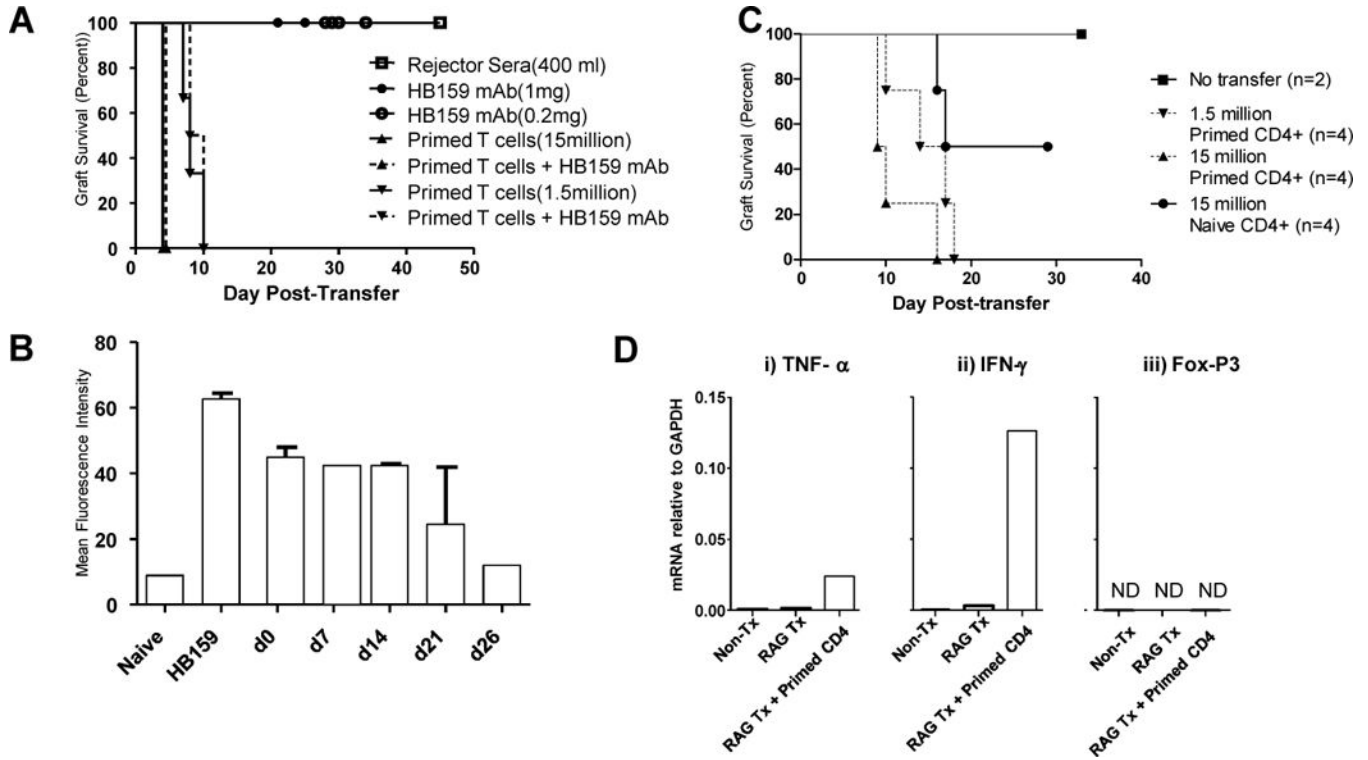 A
Graft Survival (Percent))
100
80
60
40
20
0
0
10
20
30
40
50
Day Post-Transfer
Rejector Sera(400 ml)
HB159 mAb(1mg)
HB159 mAb(0.2mg)
Primed T cells(15million)
Primed T cells + HB159 mAb
Primed T cells(1.5million)
Primed T cells + HB159 mAb
C
Graft Survival (Percent)
100
80
60
40
20
0
10
20
30
40
Day Post-transfer
No transfer (n=2)
1.5 million
Primed CD4+ (n=4)
15 million
Primed CD4+ (n=4)
15 million
Naive CD4+ (n=4)
B
Mean Fluorescence Intensity
80
60
40
20
0
Naive
HB159
d0
d7
d14
d21
d26
D
mRNA relative to GAPDH
0.15
0.10
0.05
0.00
i) TNF- α
Non-Tx
RAG Tx
RAG Tx + Primed CD4
ii) IFN-γ
Non-Tx
RAG Tx
RAG Tx + Primed CD4
iii) Fox-P3
ND
ND
ND
Non-Tx
RAG Tx
RAG Tx + Primed CD4